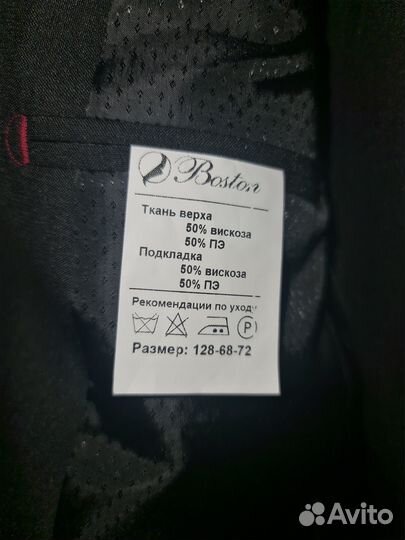 Boston
Ткань верха
50% вискоза
50% ПЭ
Подкладка
50% вискоза
50% ПЭ
Рекомендации по уходу
P
Размер: 128-68-72
Avito